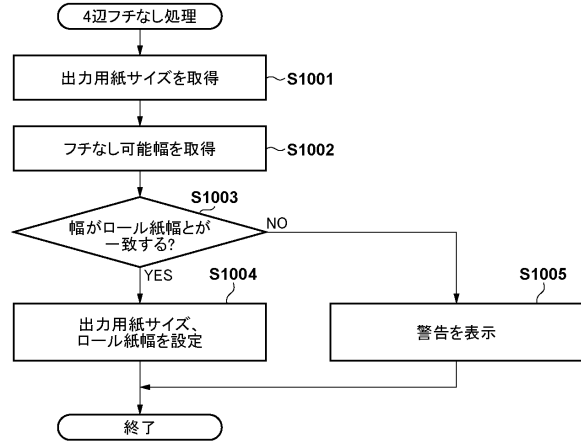 4辺フチなし処理
出力用紙サイズを取得
S1001
フチなし可能幅を取得
S1002
S1003
幅がロール紙幅とが
一致する?
NO
YES
S1004
出力用紙サイズ、
ロール紙幅を設定
S1005
警告を表示
終了